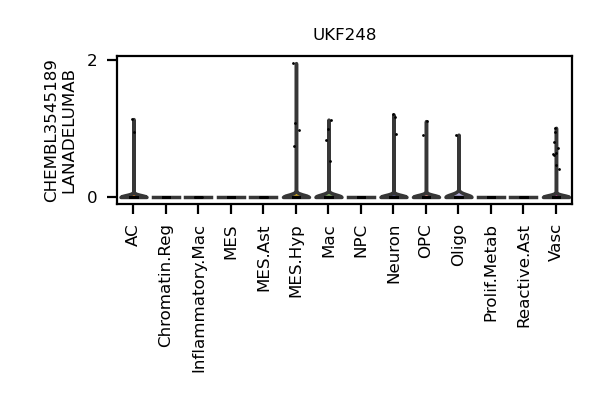 UKF248
CHEMBL3545189
LANADELUMAB
2
0
AC
Chromatin.Reg
Inflammatory.Mac
MES
MES.Ast
MES.Hyp
Mac
NPC
Neuron
OPC
Oligo
Prolif.Metab
Reactive.Ast
Vasc